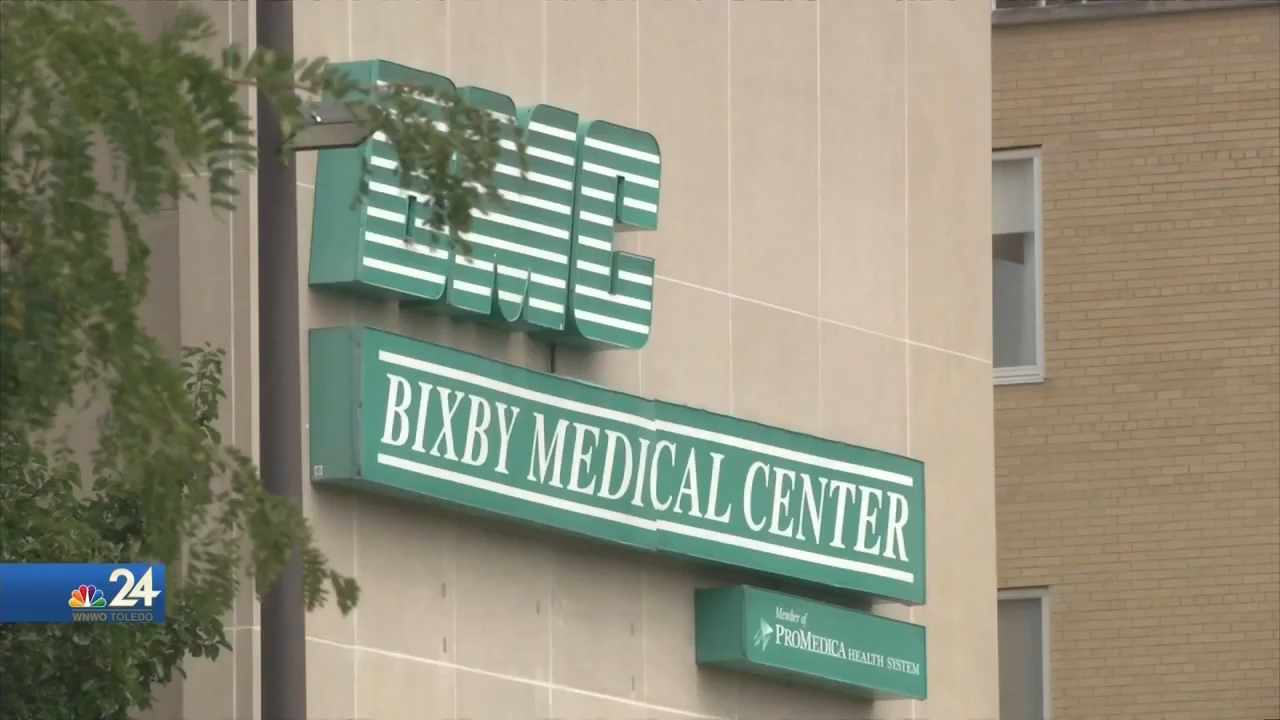 BMC
BIXBY MEDICAL CENTER
Member of
PROMEDICA HEALTH SYSTEM
24
WNWO TOLEDO